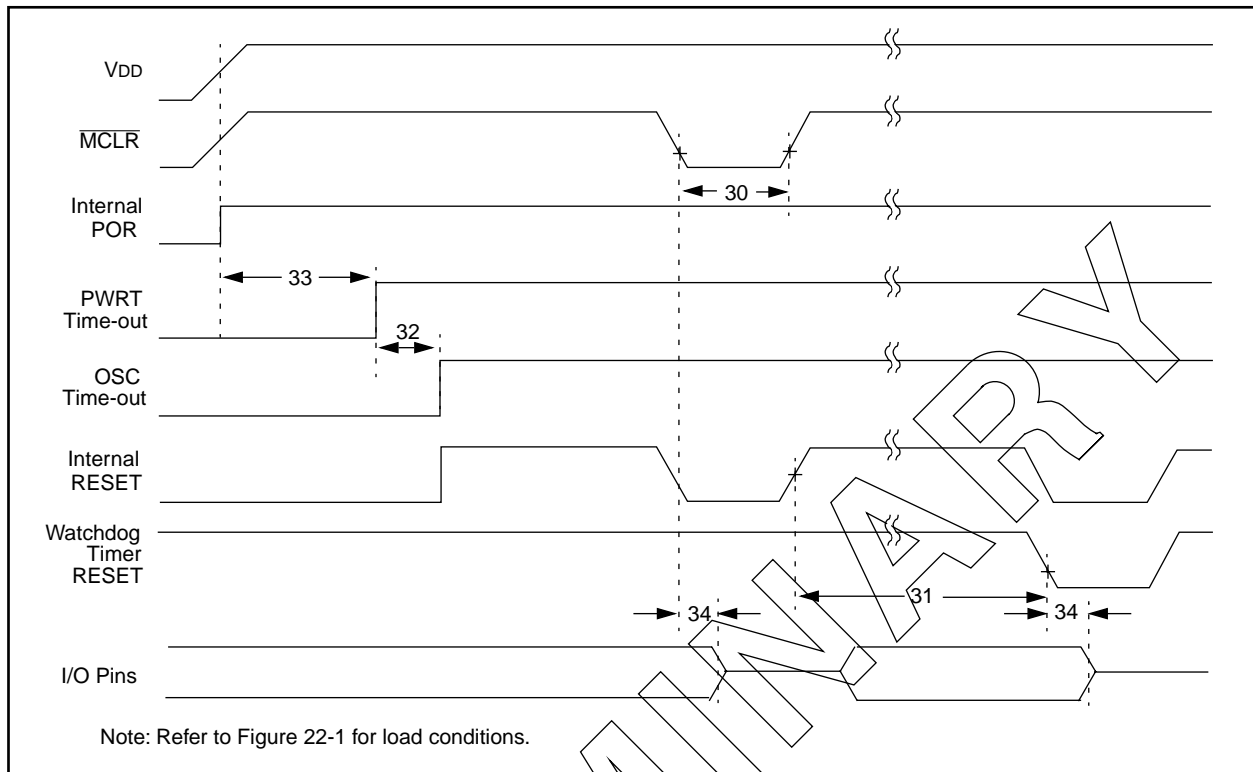 VDD
MCLR
30
Internal
POR
33
PWRT
Time-out
32
OSC
Time-out
Internal
RESET
Watchdog
Timer
RESET
31
34
34
I/O Pins
Note: Refer to Figure 22-1 for load conditions.
MINARY